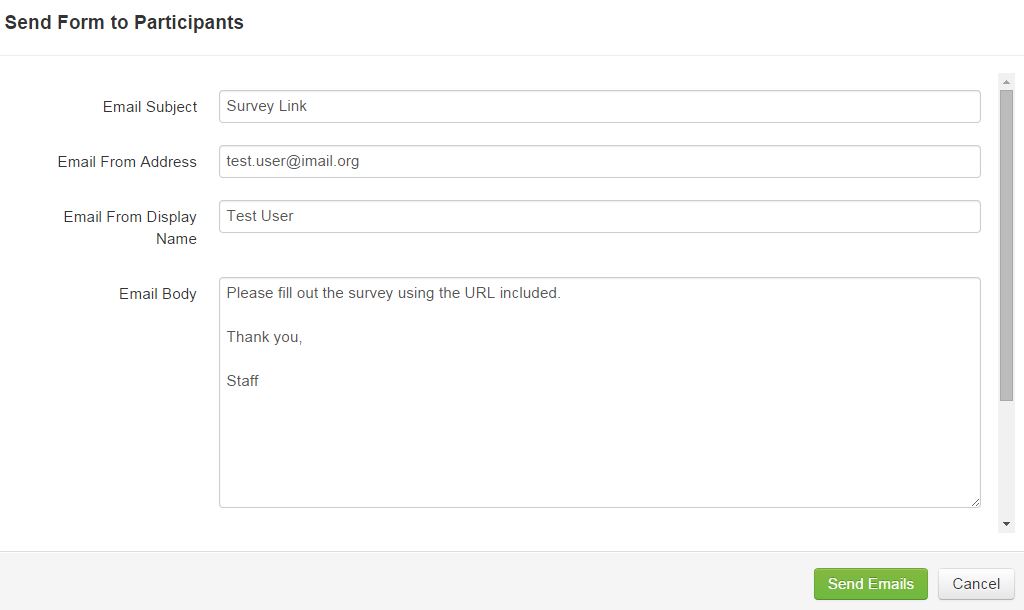 Send Form to Participants
Email Subject
Survey Link
Email From Address
test.user@imail.org
Email From Display
Name
Test User
Email Body
Please fill out the survey using the URL included.
Thank you,
Staff
Send Emails
Cancel